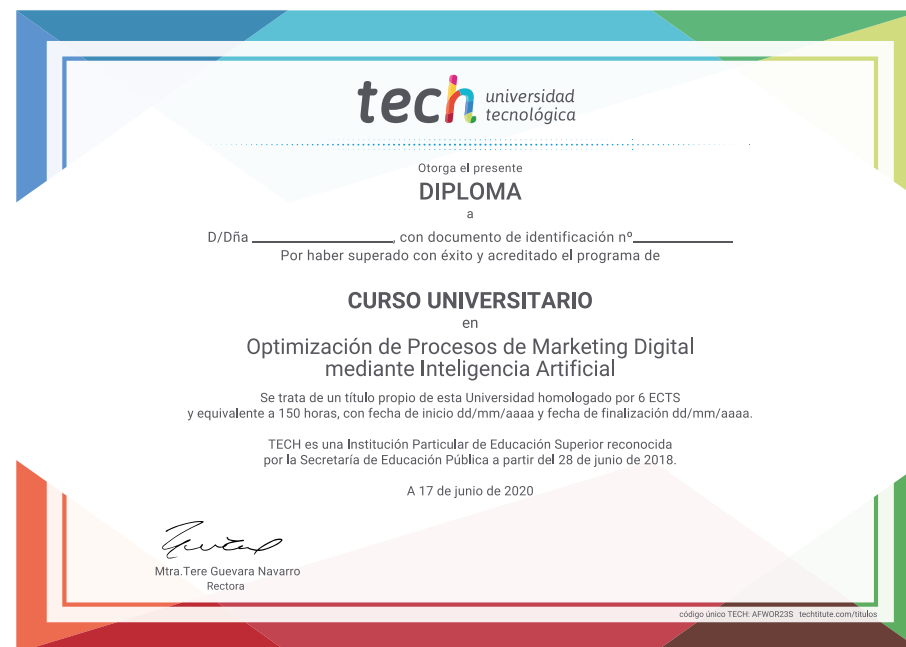 tech universidad
tecnológica
Otorga el presente
DIPLOMA
a
D/Dña ____________________, con documento de identificación nº______________
Por haber superado con éxito y acreditado el programa de
CURSO UNIVERSITARIO
en
Optimización de Procesos de Marketing Digital
mediante Inteligencia Artificial
Se trata de un título propio de esta Universidad homologado por 6 ECTS
y equivalente a 150 horas, con fecha de inicio dd/mm/aaaa y fecha de finalización dd/mm/aaaa.
TECH es una Institución Particular de Educación Superior reconocida
por la Secretaría de Educación Pública a partir del 28 de junio de 2018.
A 17 de junio de 2020
Mtra.Tere Guevara Navarro
Rectora
código único TECH: AFWOR23S techtitute.com/titulos